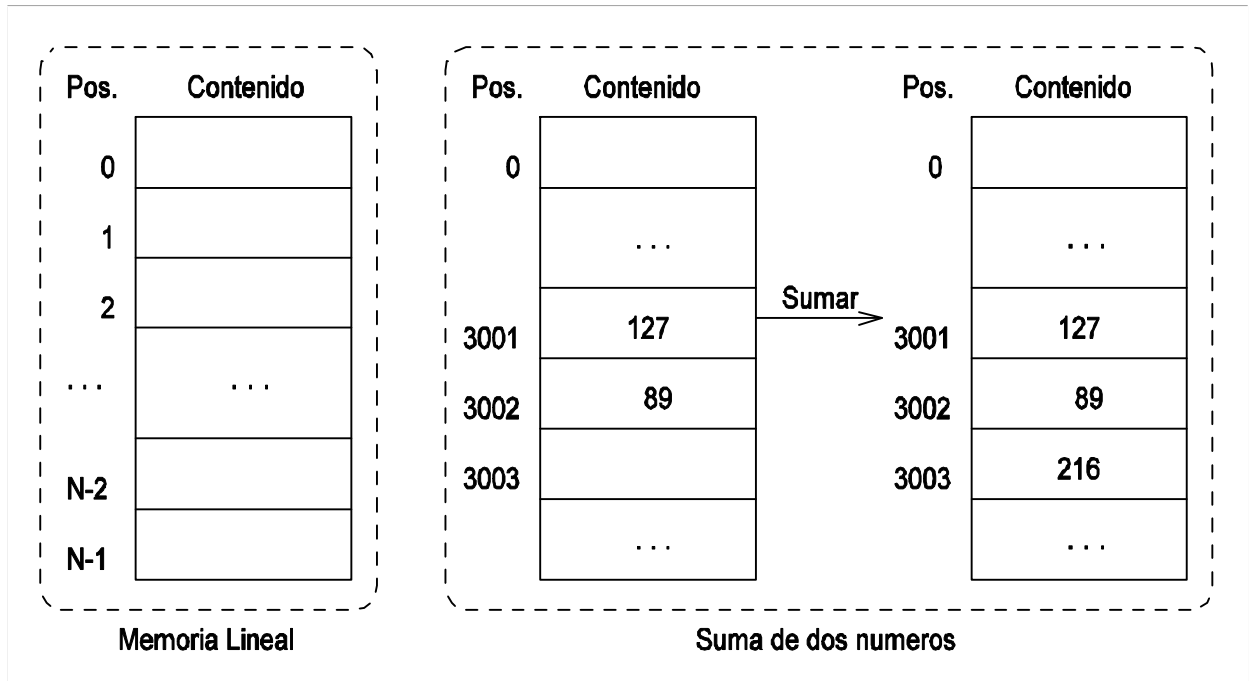 Pos. Contenido
0
1
2
... ...
N-2
N-1
Memoria Lineal
Pos. Contenido
0
...
3001 127
3002 89
3003
...
Sumar
Pos. Contenido
0
...
3001 127
3002 89
3003 216
...
Suma de dos numeros